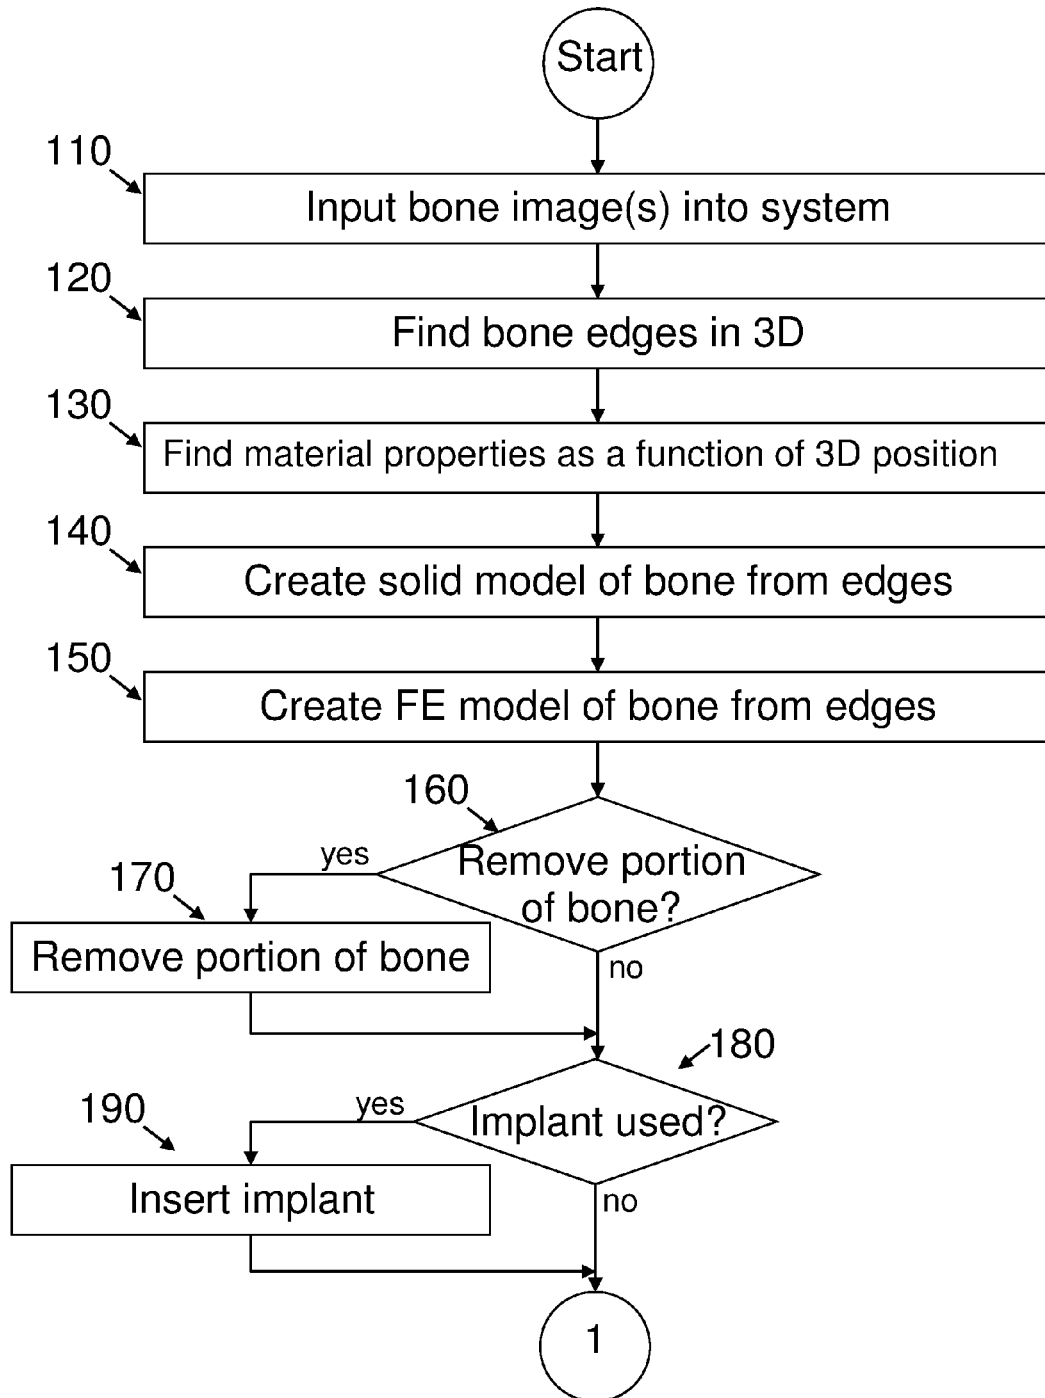 Start
110
Input bone image(s) into system
120
Find bone edges in 3D
130
Find material properties as a function of 3D position
140
Create solid model of bone from edges
150
Create FE model of bone from edges
160
yes
Remove portion
of bone?
170
Remove portion of bone
no
180
190
yes
Implant used?
Insert implant
no
1